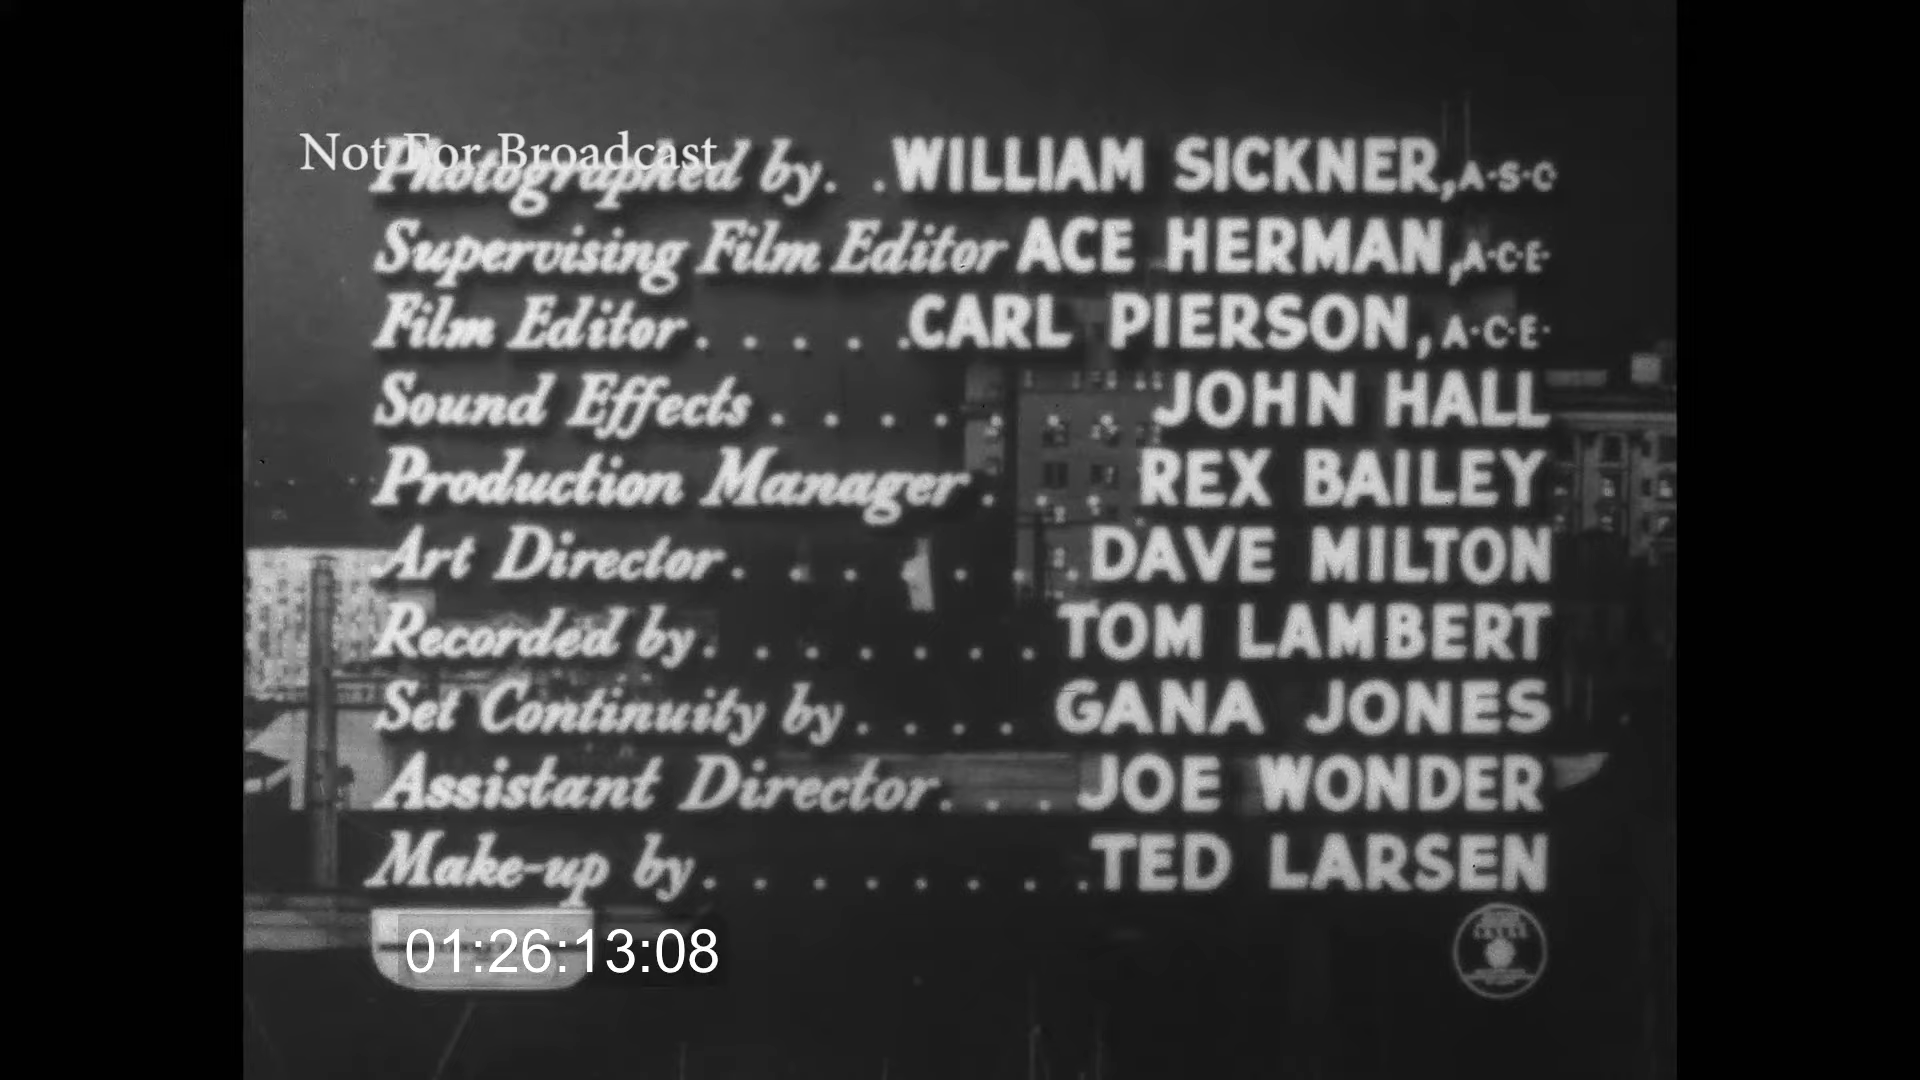 Not For Broadcast
Photographed by. . WILLIAM SICKNER, A·S·C
Supervising Film Editor ACE HERMAN, A·C·E·
Film Editor . . . . . CARL PIERSON, A·C·E·
Sound Effects . . . . . . . JOHN HALL
Production Manager . . . REX BAILEY
Art Director . . . . . . . DAVE MILTON
Recorded by . . . . . . . TOM LAMBERT
Set Continuity by . . . . GANA JONES
Assistant Director . . . JOE WONDER
Make-up by . . . . . . . . TED LARSEN
01:26:13:08